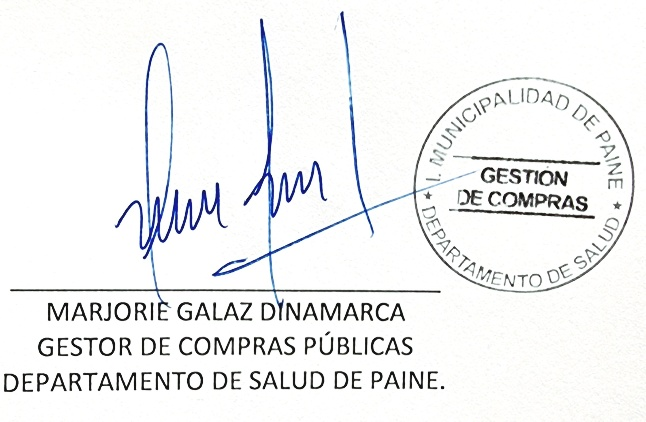 I. MUNICIPALIDAD DE PAINE
GESTIÓN
DE COMPRAS
* DEPARTAMENTO DE SALUD *
MARJORIE GALAZ DINAMARCA
GESTOR DE COMPRAS PÚBLICAS
DEPARTAMENTO DE SALUD DE PAINE.